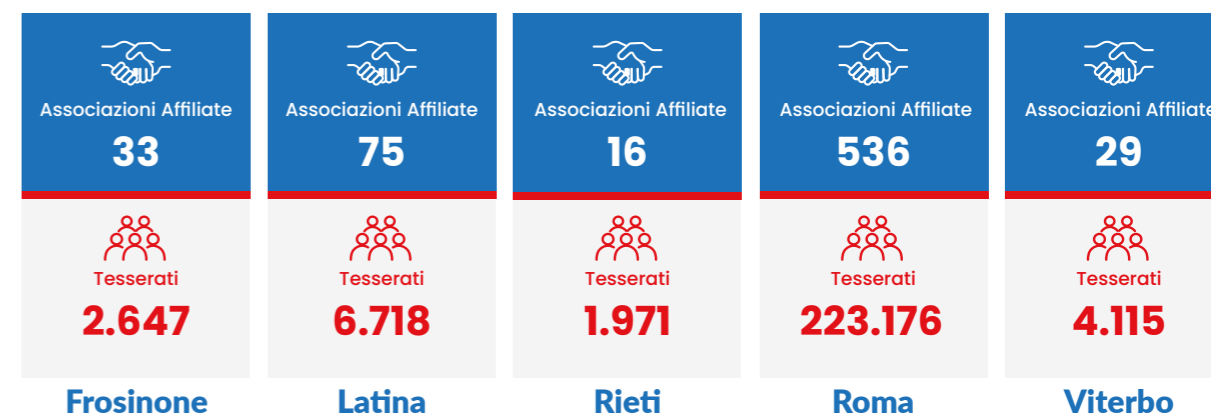 Associazioni Affiliate
33
Tesserati
2.647
Frosinone
Associazioni Affiliate
75
Tesserati
6.718
Latina
Associazioni Affiliate
16
Tesserati
1.971
Rieti
Associazioni Affiliate
536
Tesserati
223.176
Roma
Associazioni Affiliate
29
Tesserati
4.115
Viterbo